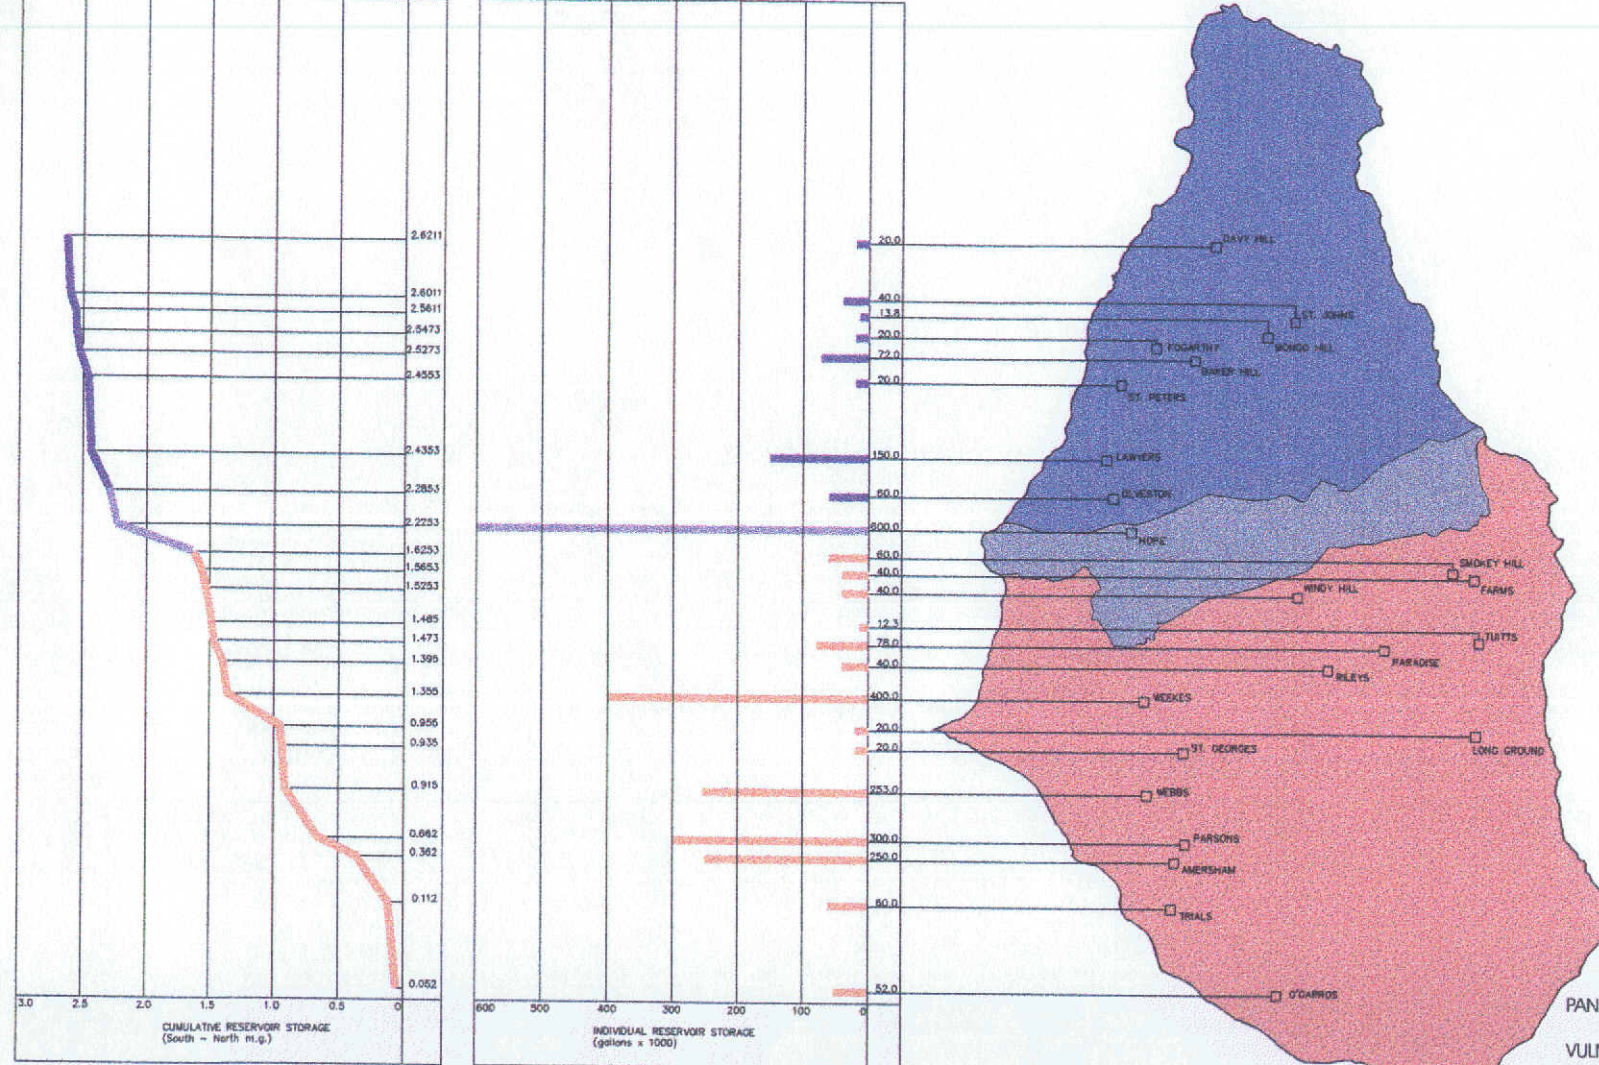 2.6211
2.6011
2.5611
2.5473
2.5273
2.4553
2.4353
2.2853
2.2253
1.6253
1.5653
1.5253
1.485
1.473
1.395
1.355
0.955
0.935
0.915
0.662
0.362
0.112
0.052
3.0 2.5 2.0 1.5 1.0 0.5 0
CUMULATIVE RESERVOIR STORAGE
(South - North m.g.)
20.0
40.0
13.8
20.0
72.0
20.0
150.0
60.0
600.0
60.0
40.0
40.0
12.3
78.0
40.0
400.0
20.0
20.0
253.0
300.0
250.0
60.0
52.0
600 500 400 300 200 100 0
INDIVIDUAL RESERVOIR STORAGE
(gallons x 1000)
DAVY HILL
ST. JOHNS
MONGO HILL
FOGARTHY
BAKER HILL
ST. PETERS
LAWYERS
OLVESTON
HOPE
SMOKEY HILL
FARMS
WINDY HILL
TUITTS
PARADISE
RILEYS
WEEKES
LONG GROUND
ST. GEORGES
WEBBS
PARSONS
AMERSHAM
TRIALS
O'GARROS
PAN
VULN